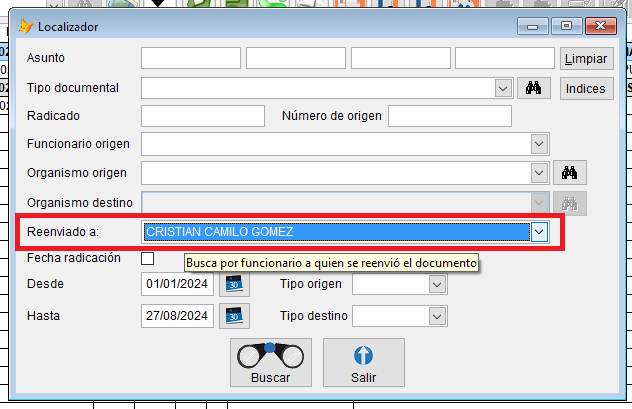 Localizador
Asunto
Limpiar
Tipo documental
Indices
Radicado Número de origen
Funcionario origen
Organismo origen
Organismo destino
Reenviado a: CRISTIAN CAMILO GOMEZ
Fecha radicación
Busca por funcionario a quien se reenvió el documento
Desde 01/01/2024 30 Tipo origen
Hasta 27/08/2024 30 Tipo destino
Buscar Salir